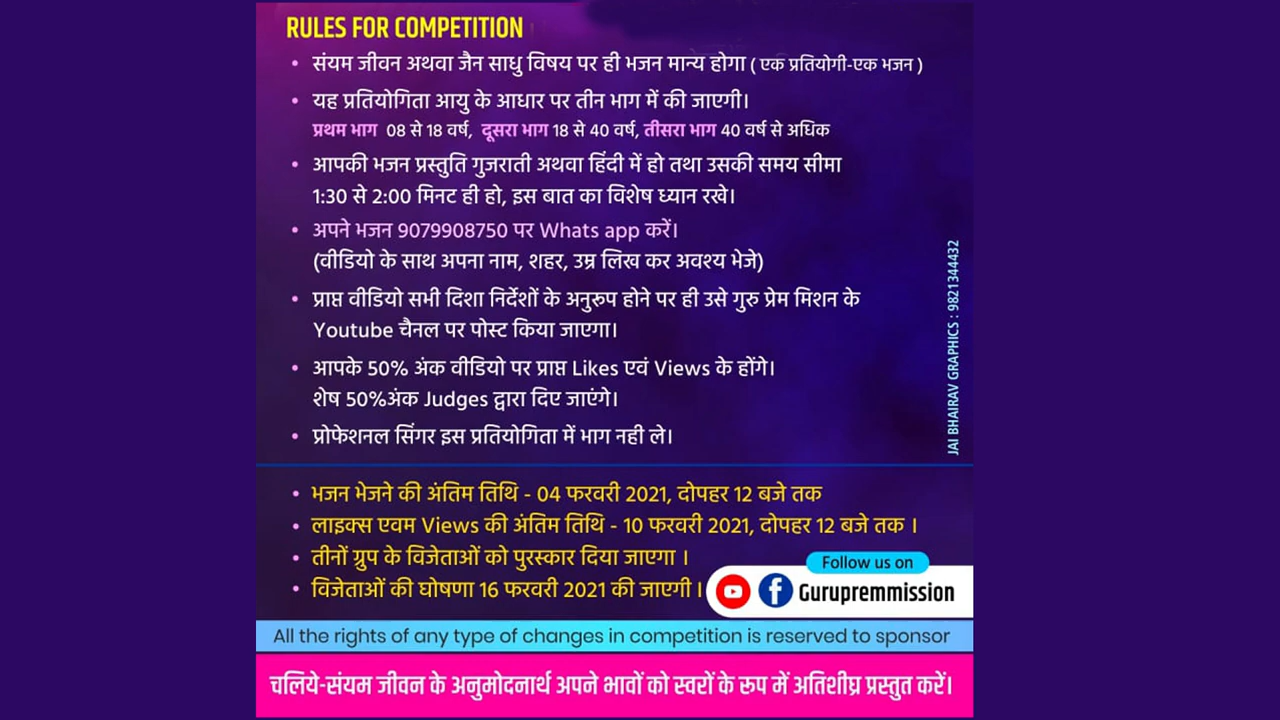 RULES FOR COMPETITION
• संयम जीवन अथवा जैन साधु विषय पर ही भजन मान्य होगा ( एक प्रतियोगी-एक भजन )
• यह प्रतियोगिता आयु के आधार पर तीन भाग में की जाएगी।
प्रथम भाग 08 से 18 वर्ष, दूसरा भाग 18 से 40 वर्ष, तीसरा भाग 40 वर्ष से अधिक
• आपकी भजन प्रस्तुति गुजराती अथवा हिंदी में हो तथा उसकी समय सीमा
1:30 से 2:00 मिनट ही हो, इस बात का विशेष ध्यान रखे।
• अपने भजन 9079908750 पर Whats app करें।
(वीडियो के साथ अपना नाम, शहर, उम्र लिख कर अवश्य भेजे)
• प्राप्त वीडियो सभी दिशा निर्देशों के अनुरूप होने पर ही उसे गुरु प्रेम मिशन के
Youtube चैनल पर पोस्ट किया जाएगा।
• आपके 50% अंक वीडियो पर प्राप्त Likes एवं Views के होंगे।
शेष 50%अंक Judges द्वारा दिए जाएंगे।
• प्रोफेशनल सिंगर इस प्रतियोगिता में भाग नही ले।
JAI BHAIRAV GRAPHICS : 9821344432
• भजन भेजने की अंतिम तिथि - 04 फरवरी 2021, दोपहर 12 बजे तक
• लाइक्स एवम Views की अंतिम तिथि - 10 फरवरी 2021, दोपहर 12 बजे तक ।
• तीनों ग्रुप के विजेताओं को पुरस्कार दिया जाएगा ।
• विजेताओं की घोषणा 16 फरवरी 2021 की जाएगी ।
Follow us on
Gurupremmission
All the rights of any type of changes in competition is reserved to sponsor
चलिये-संयम जीवन के अनुमोदनार्थ अपने भावों को स्वरों के रूप में अतिशीघ्र प्रस्तुत करें।